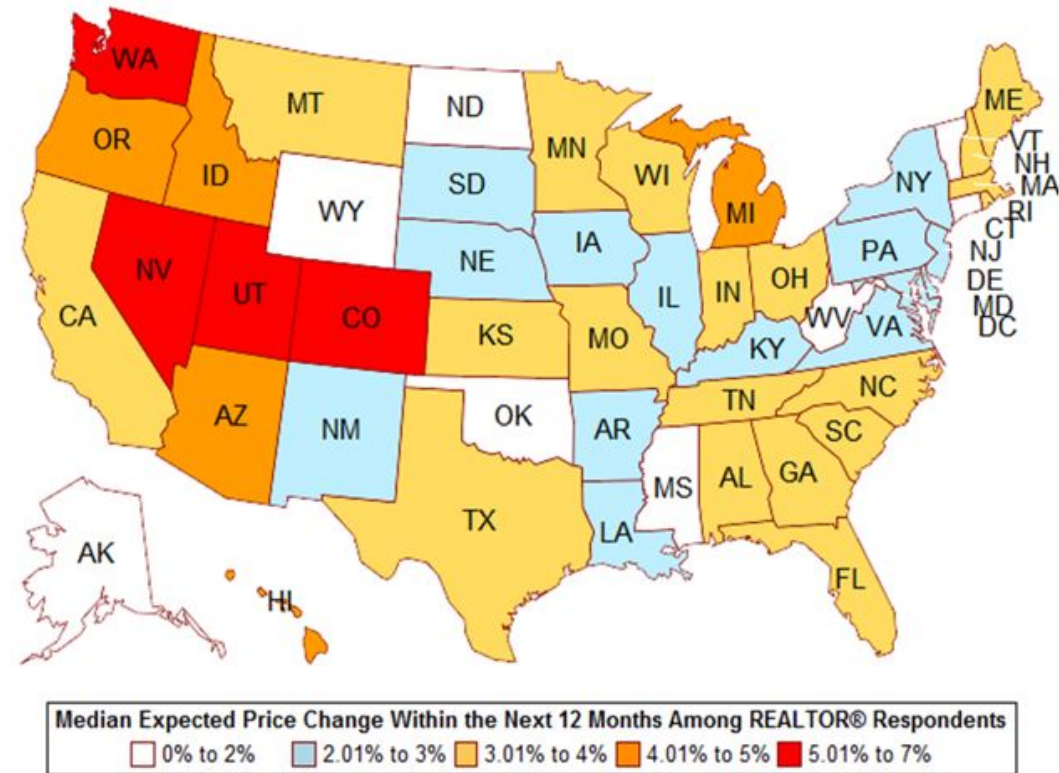 WA
MT
ND
MN
ME
VT
NH
MA
RI
CT
NJ
DE
MD
DC
OR
ID
SD
WI
MI
NY
WY
IA
NE
PA
NV
UT
CO
IL
IN
OH
WV
VA
CA
KS
MO
KY
AZ
NM
OK
AR
TN
NC
SC
MS
AL
GA
TX
LA
FL
AK
HI
Median Expected Price Change Within the Next 12 Months Among REALTOR® Respondents
0% to 2% 2.01% to 3% 3.01% to 4% 4.01% to 5% 5.01% to 7%